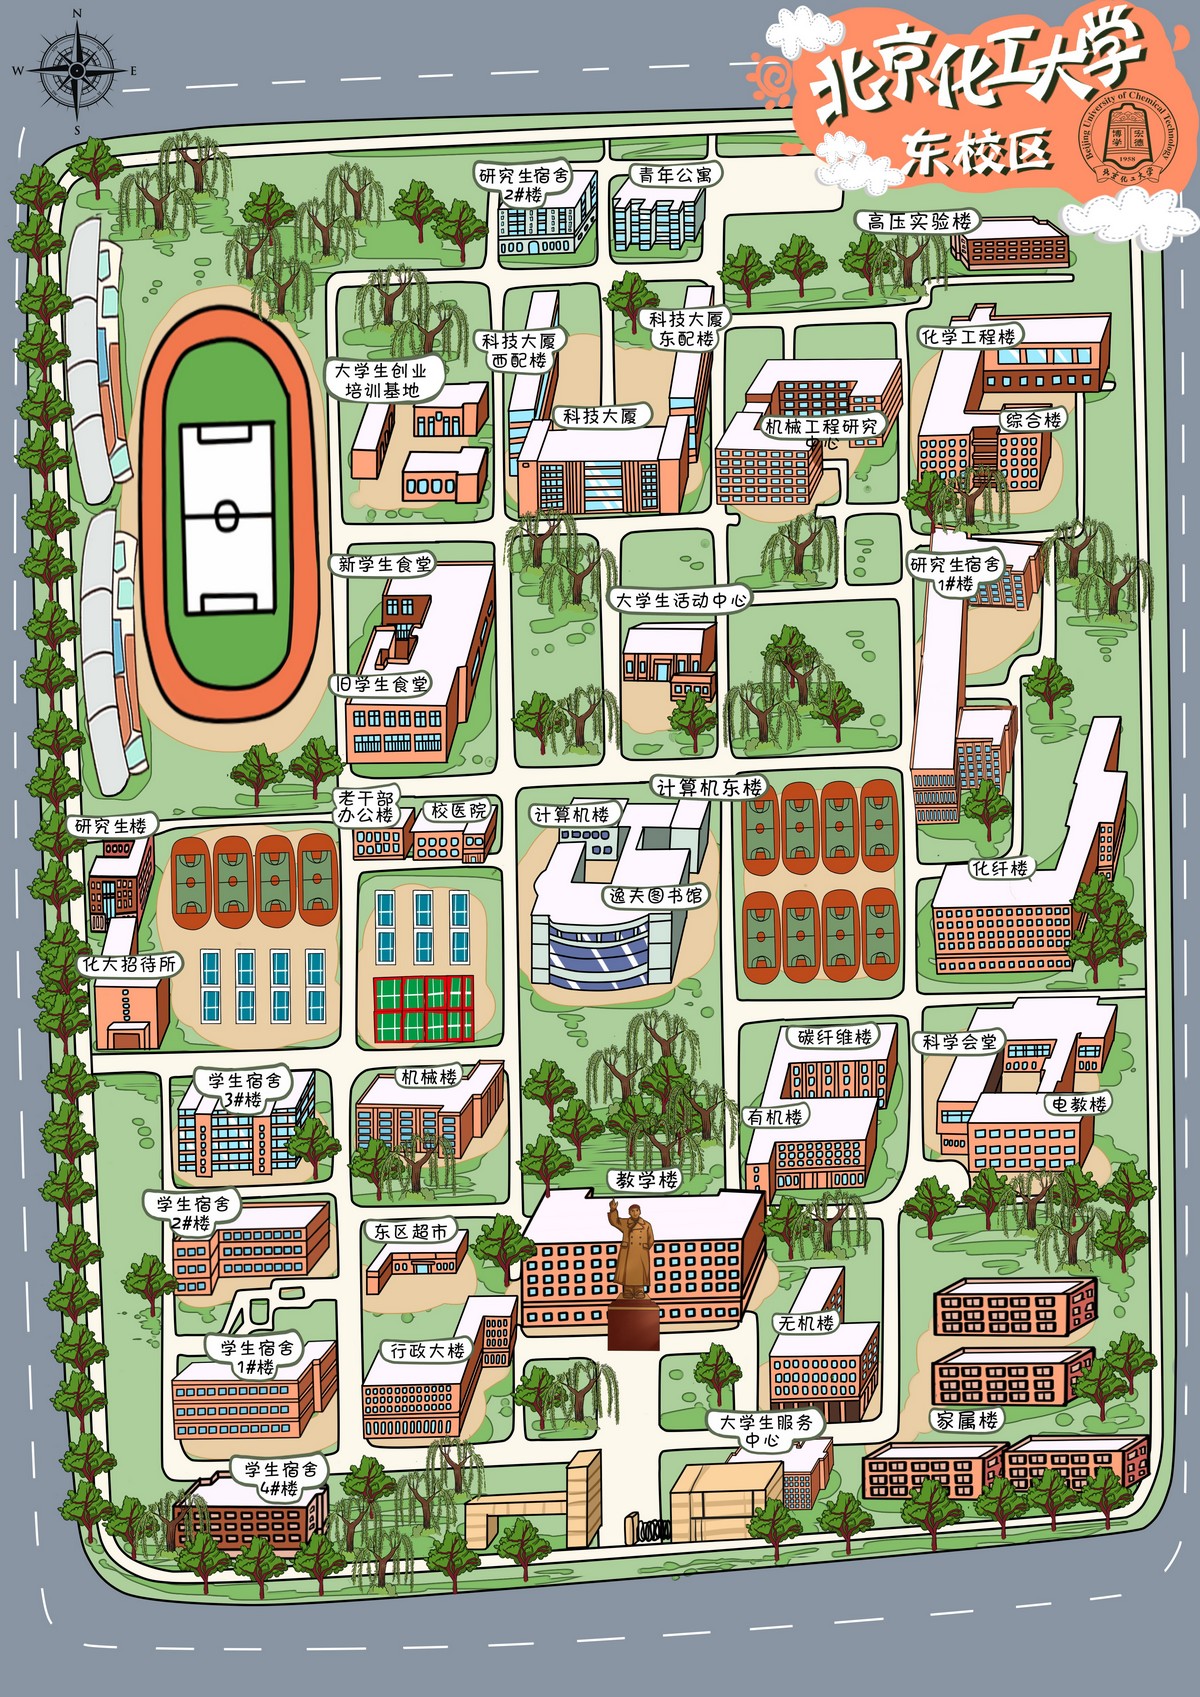 N
W
E
S
北京化工大学
东校区
Beijing University of Chemical Technology
博学
宏德
1958
北京化工大学
研究生宿舍
2#楼
青年公寓
高压实验楼
科技大厦
西配楼
科技大厦
东配楼
化学工程楼
大学生创业
培训基地
科技大厦
机械工程研究
中心
综合楼
新学生食堂
研究生宿舍
1#楼
大学生活动中心
旧学生食堂
计算机东楼
老干部
办公楼
校医院
计算机楼
研究生楼
化纤楼
逸夫图书馆
化大招待所
碳纤维楼
科学会堂
学生宿舍
3#楼
机械楼
有机楼
电教楼
教学楼
学生宿舍
2#楼
东区超市
无机楼
学生宿舍
1#楼
行政大楼
家属楼
大学生服务
中心
学生宿舍
4#楼